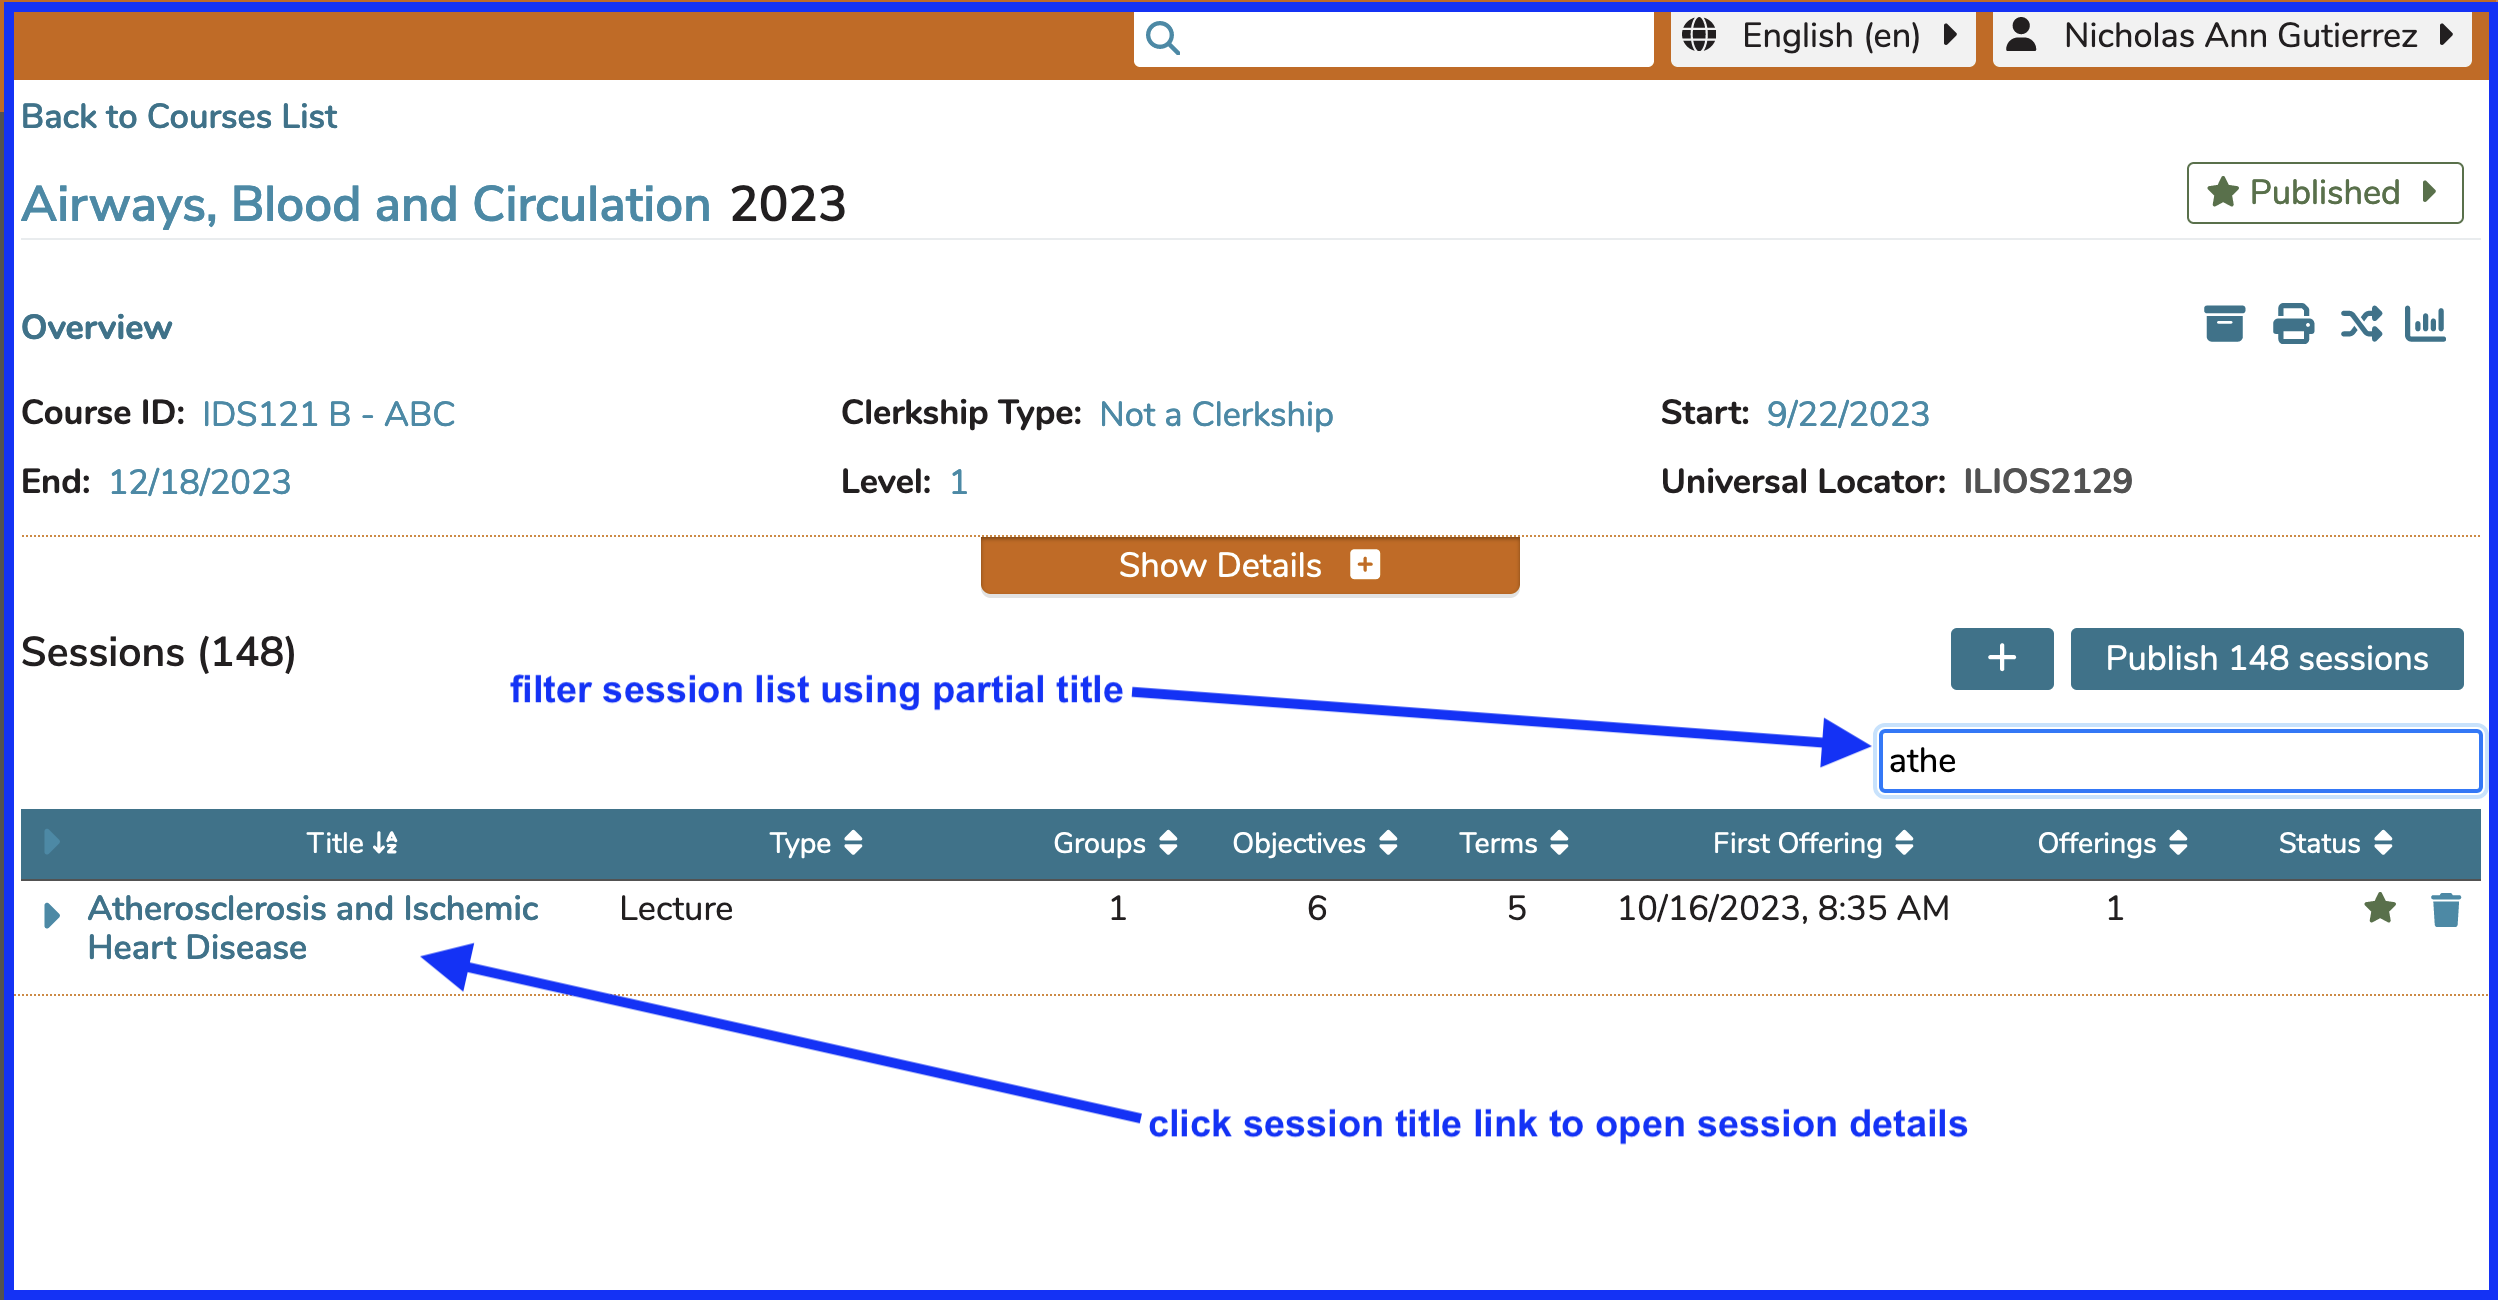 English (en)
Nicholas Ann Gutierrez
Back to Courses List
Airways, Blood and Circulation 2023
Published
Overview
Course ID: IDS121 B - ABC
Clerkship Type: Not a Clerkship
Start: 9/22/2023
End: 12/18/2023
Level: 1
Universal Locator: ILIOS2129
Show Details
Sessions (148)
Publish 148 sessions
filter session list using partial title
athe
Title Type Groups Objectives Terms First Offering Offerings Status
Atherosclerosis and Ischemic Lecture 1 6 5 10/16/2023, 8:35 AM 1
Heart Disease
click session title link to open session details